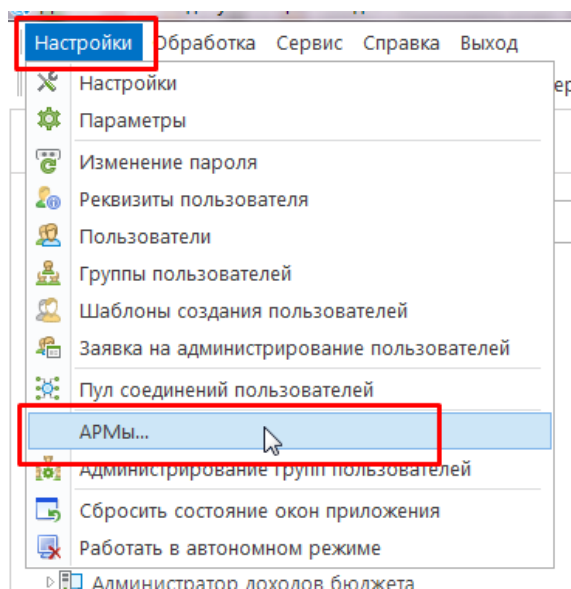 Настройки Обработка Сервис Справка Выход
Настройки
Параметры
Изменение пароля
Реквизиты пользователя
Пользователи
Группы пользователей
Шаблоны создания пользователей
Заявка на администрирование пользователей
Пул соединений пользователей
АРМы...
Администрирование групп пользователей
Сбросить состояние окон приложения
Работать в автономном режиме
Администратор доходов бюджета